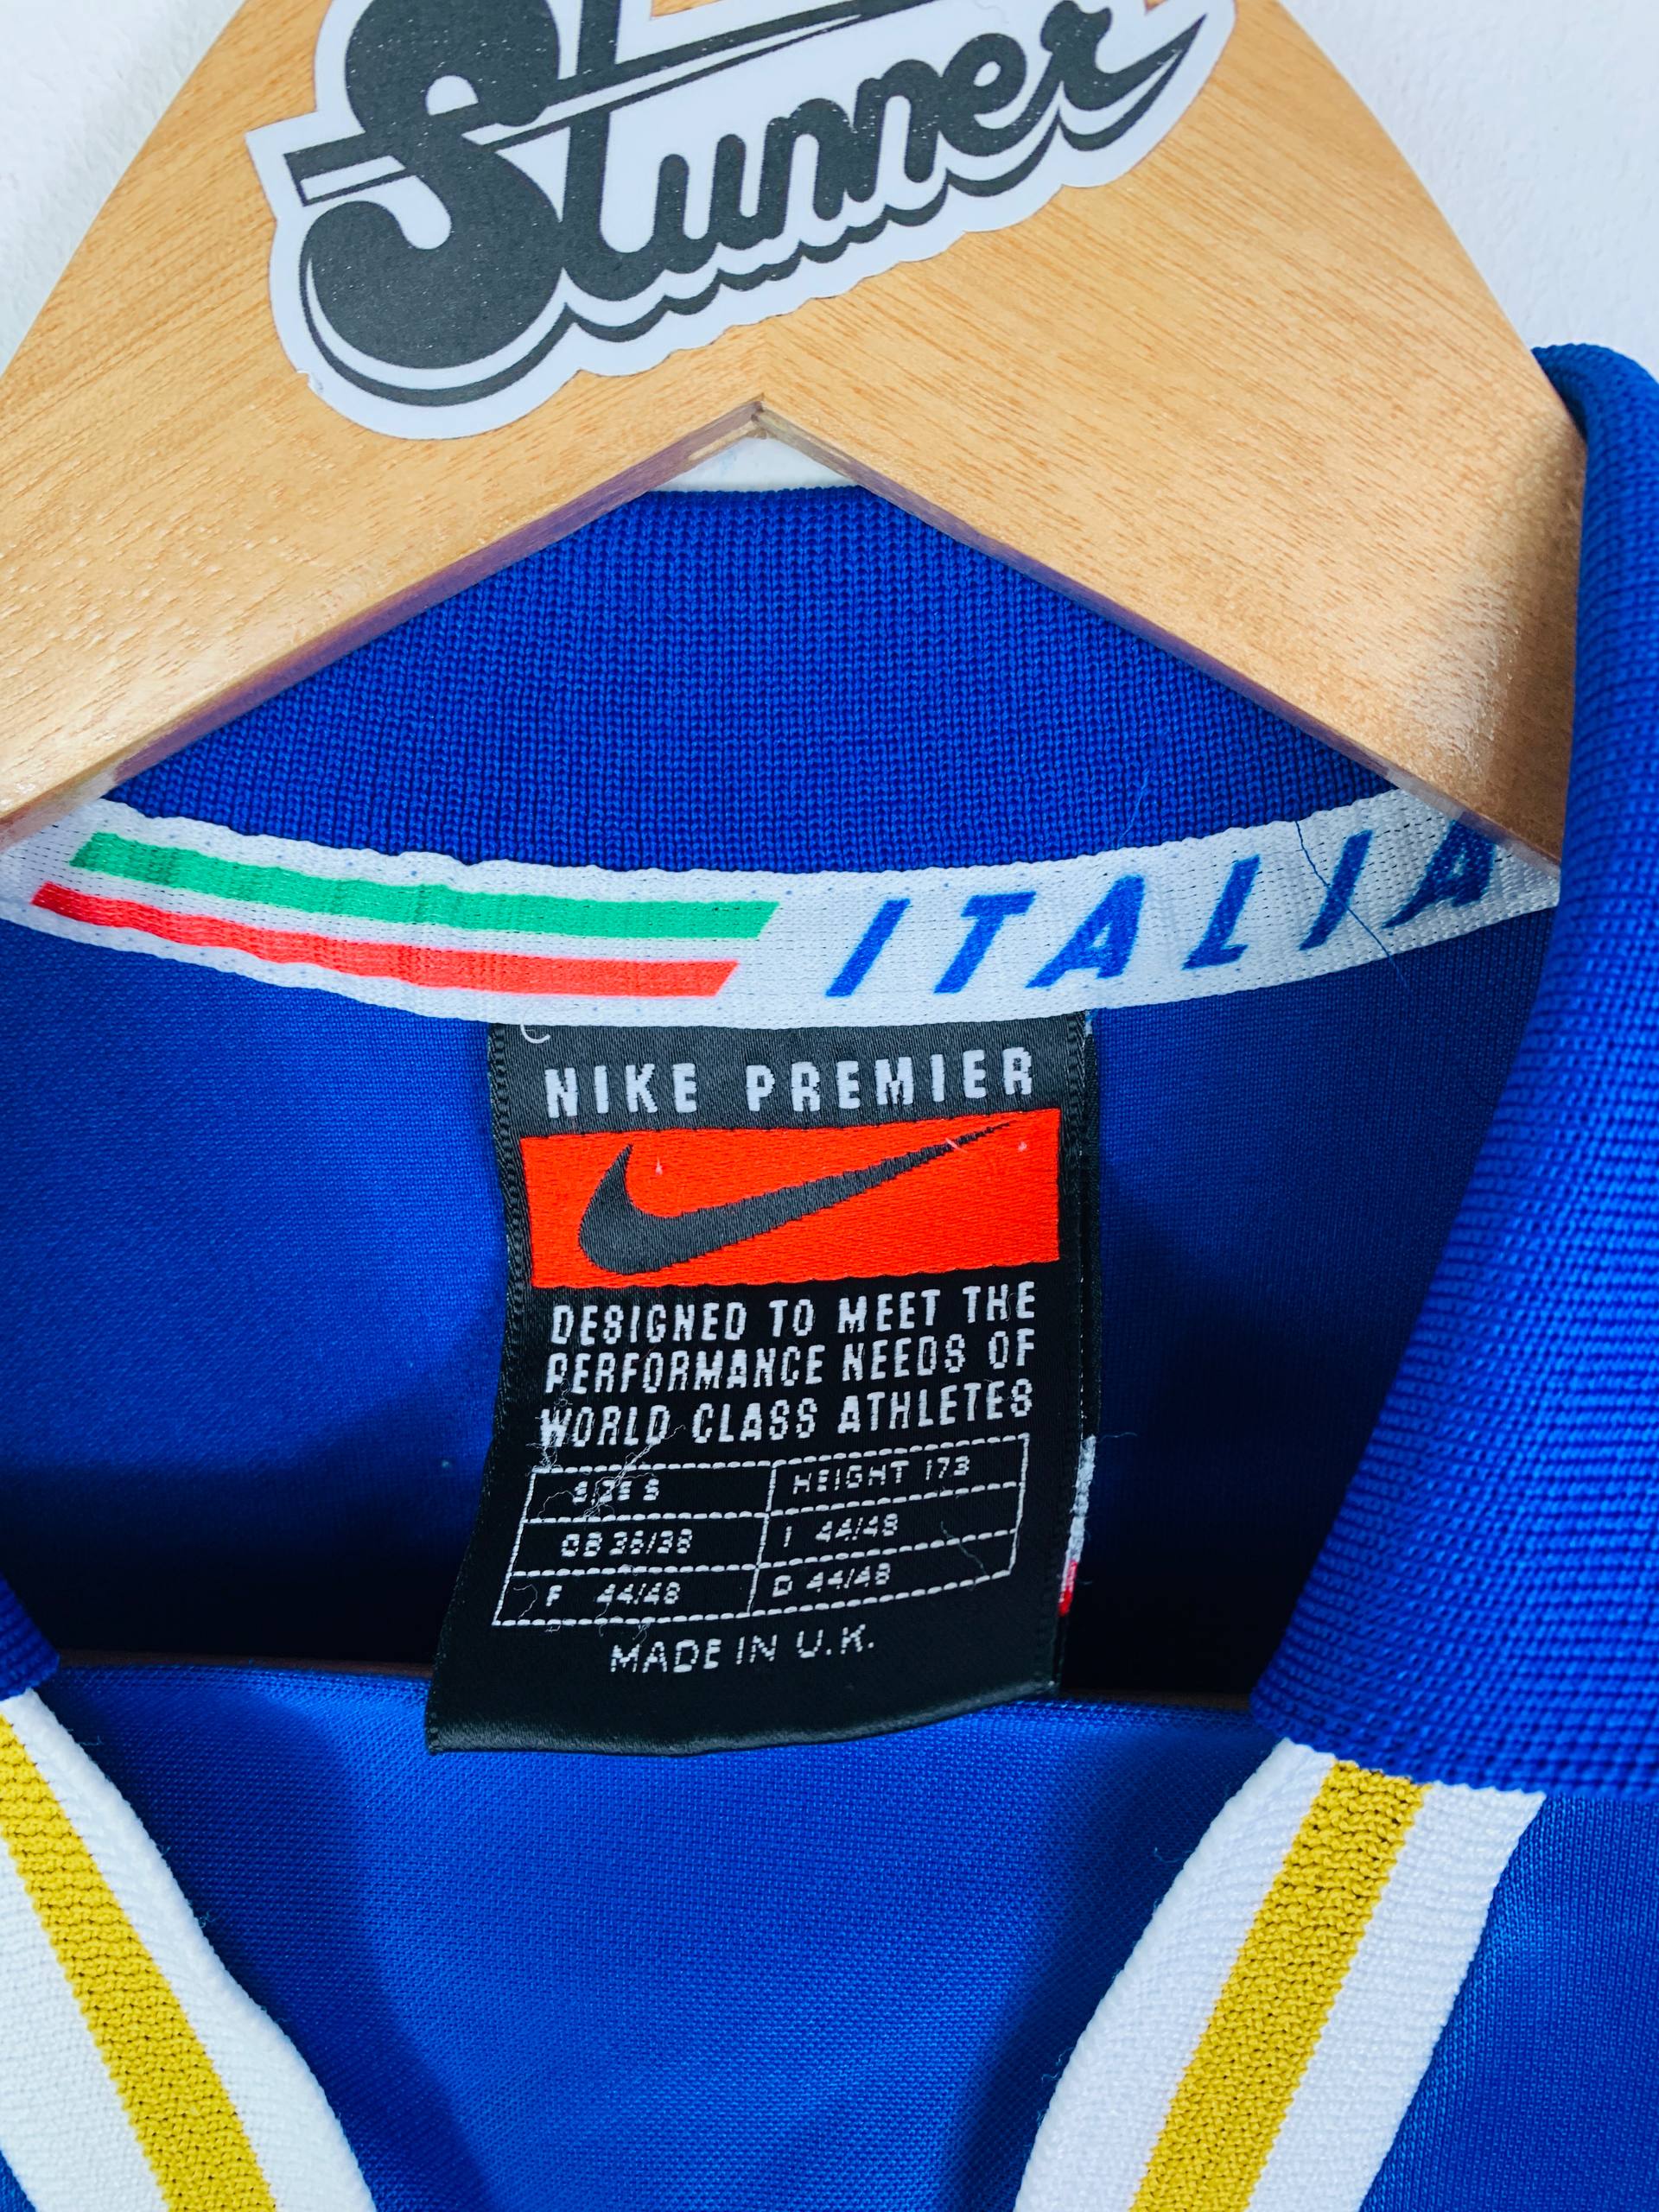 Stunner
ITALIA
NIKE PREMIER
DESIGNED TO MEET THE
PERFORMANCE NEEDS OF
WORLD CLASS ATHLETES
SIZE S HEIGHT 173
GB 36/38 I 44/48
F 44/48 D 44/48
MADE IN U.K.